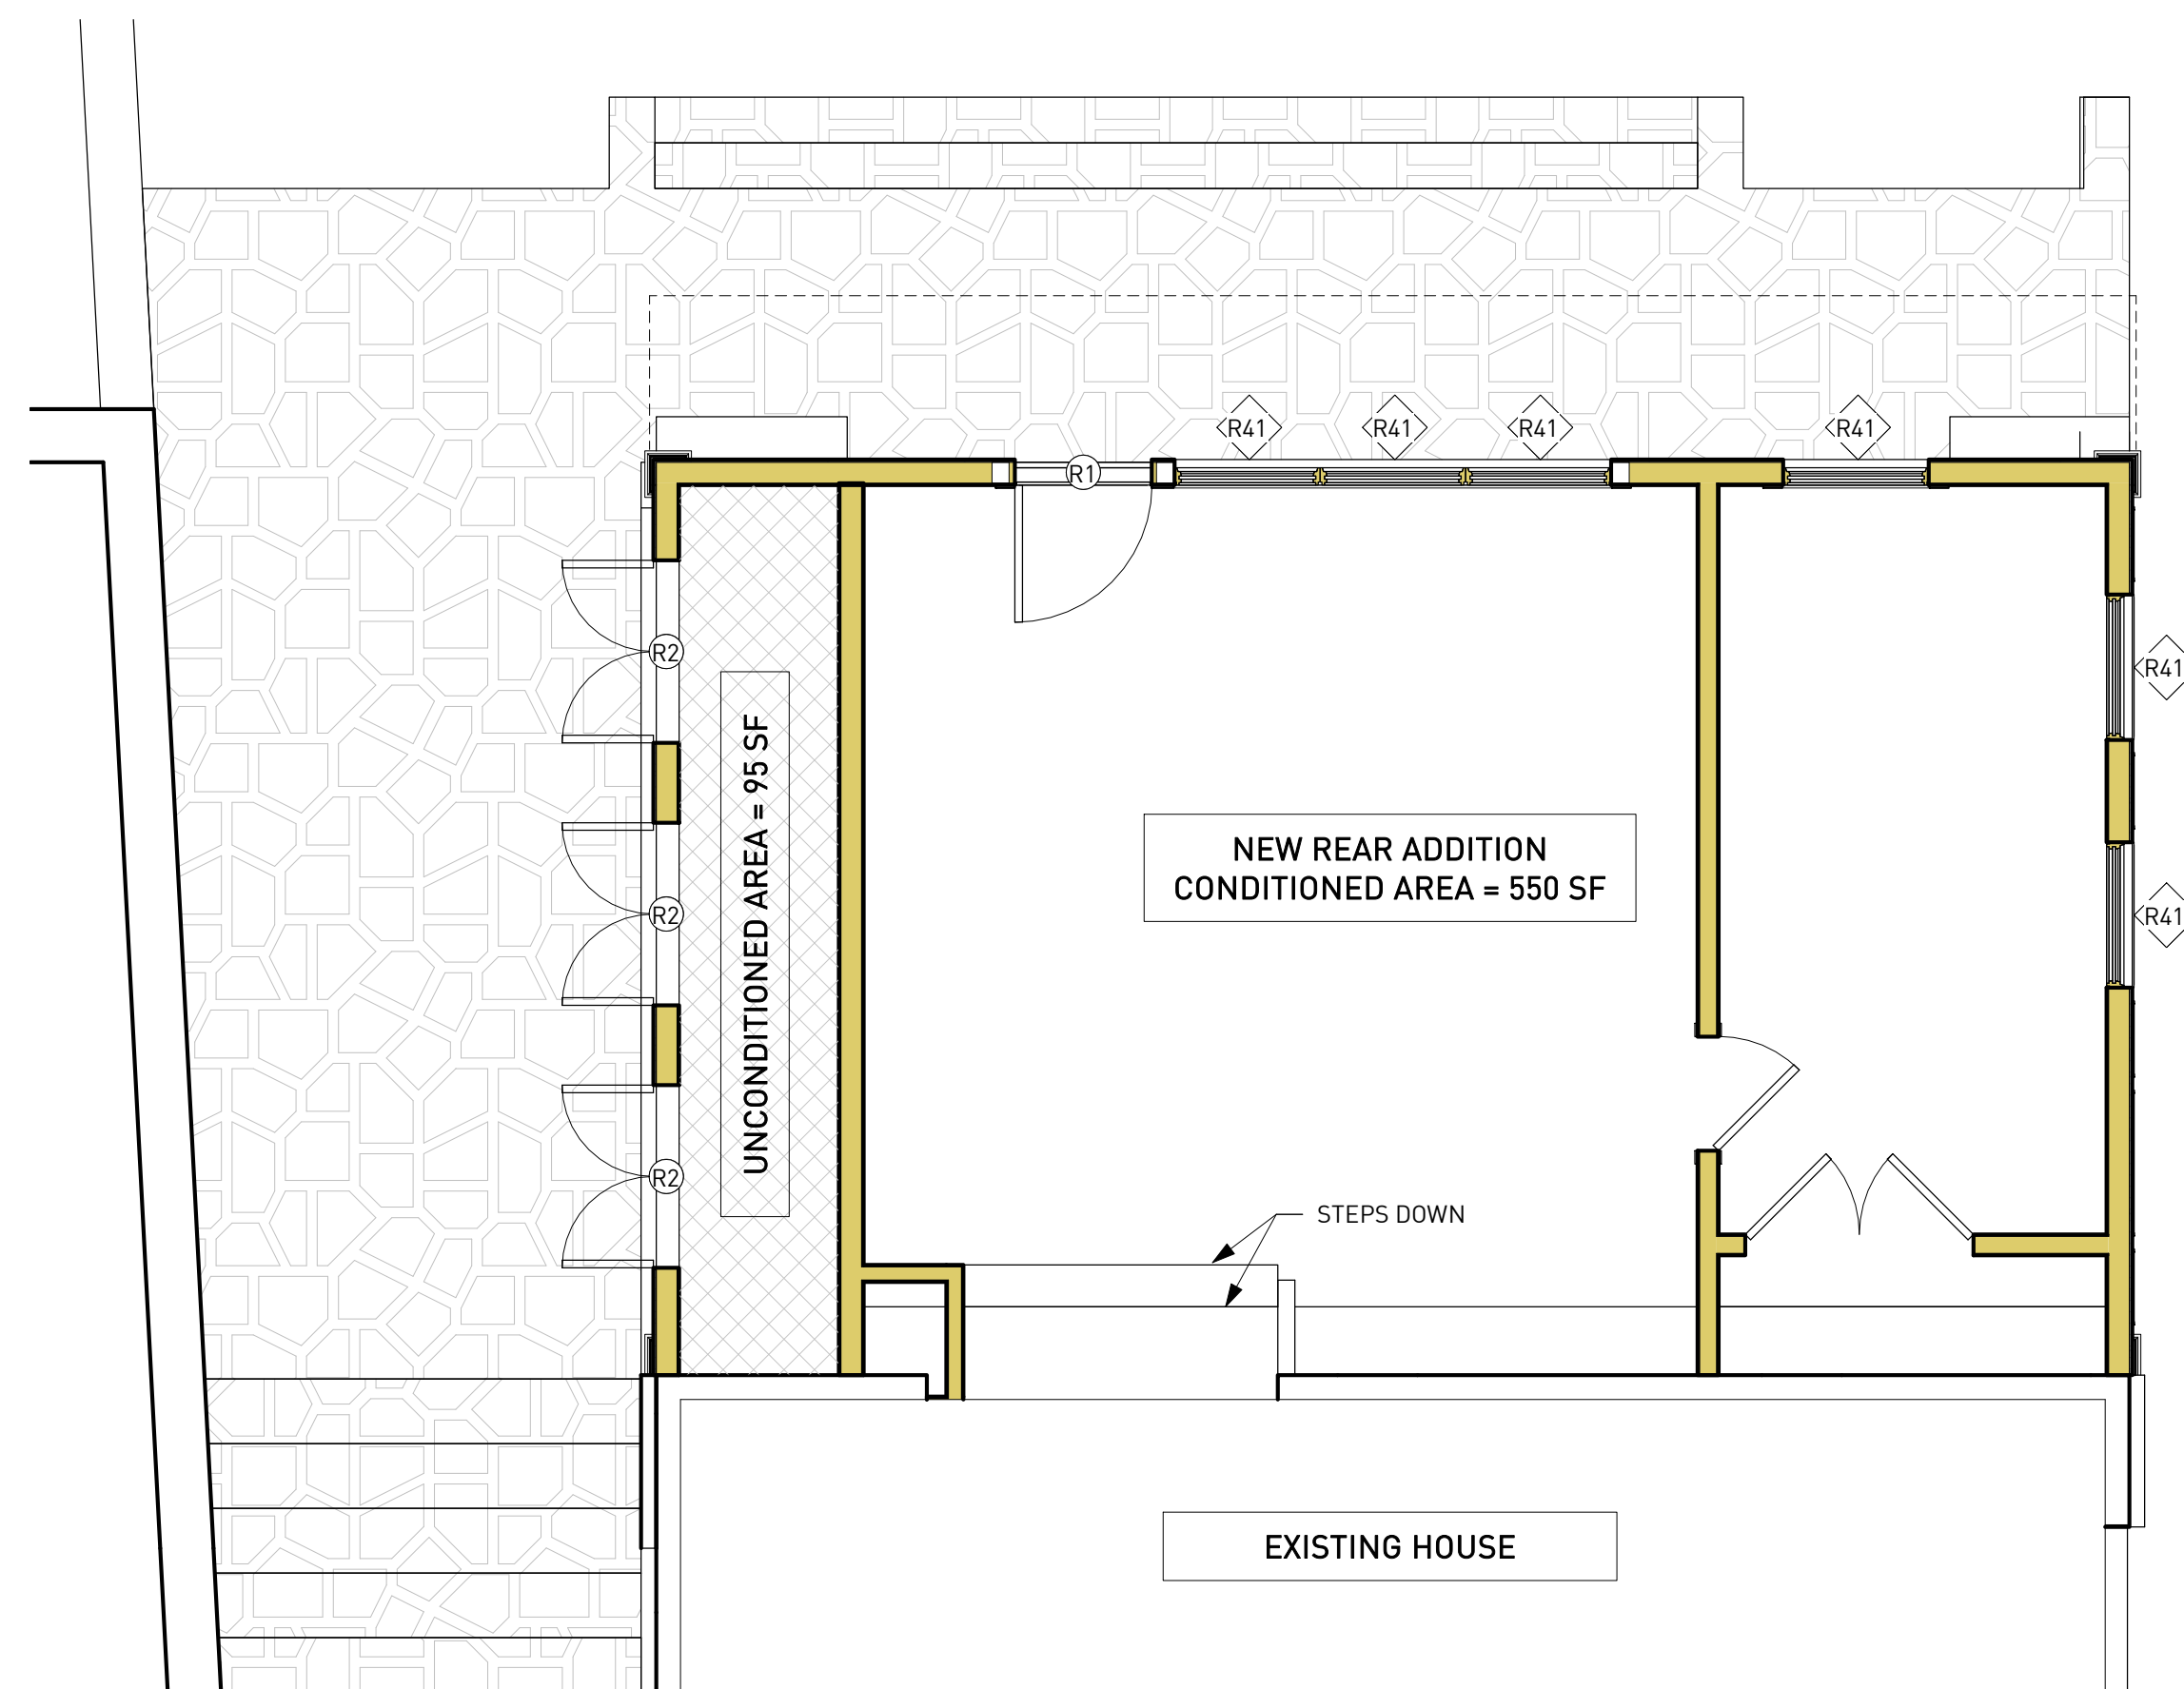 R41
R41
R41
R41
R1
R2
R41
UNCONDITIONED AREA = 95 SF
NEW REAR ADDITION
CONDITIONED AREA = 550 SF
R2
R41
R2
STEPS DOWN
EXISTING HOUSE